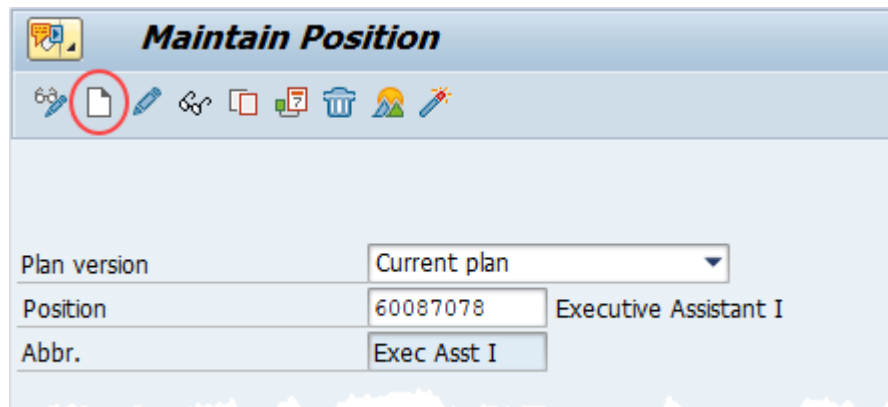 Maintain Position
Plan version Current plan
Position 60087078 Executive Assistant I
Abbr. Exec Asst I